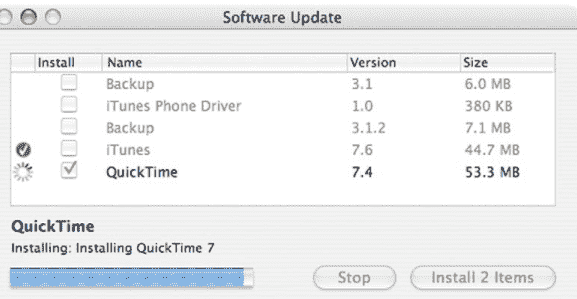 Software Update
Install Name Version Size
Backup 3.1 6.0 MB
iTunes Phone Driver 1.0 380 KB
Backup 3.1.2 7.1 MB
iTunes 7.6 44.7 MB
QuickTime 7.4 53.3 MB
QuickTime
Installing: Installing QuickTime 7
Stop Install 2 Items